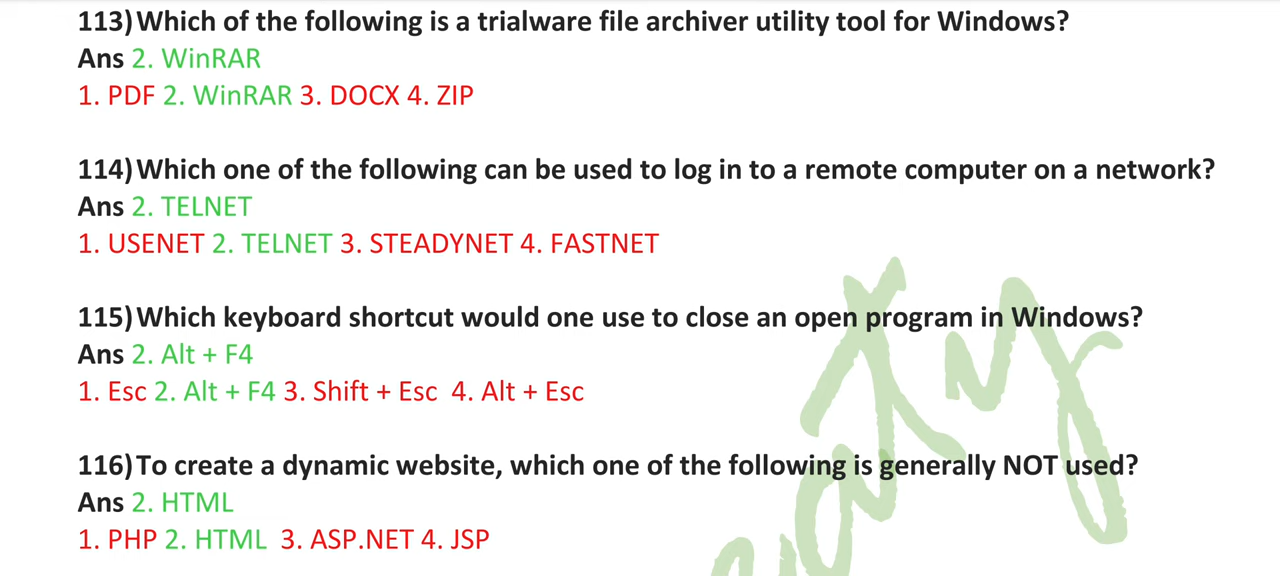 113) Which of the following is a trialware file archiver utility tool for Windows?
Ans 2. WinRAR
1. PDF 2. WinRAR 3. DOCX 4. ZIP
114) Which one of the following can be used to log in to a remote computer on a network?
Ans 2. TELNET
1. USENET 2. TELNET 3. STEADYNET 4. FASTNET
115) Which keyboard shortcut would one use to close an open program in Windows?
Ans 2. Alt + F4
1. Esc 2. Alt + F4 3. Shift + Esc 4. Alt + Esc
116) To create a dynamic website, which one of the following is generally NOT used?
Ans 2. HTML
1. PHP 2. HTML 3. ASP.NET 4. JSP